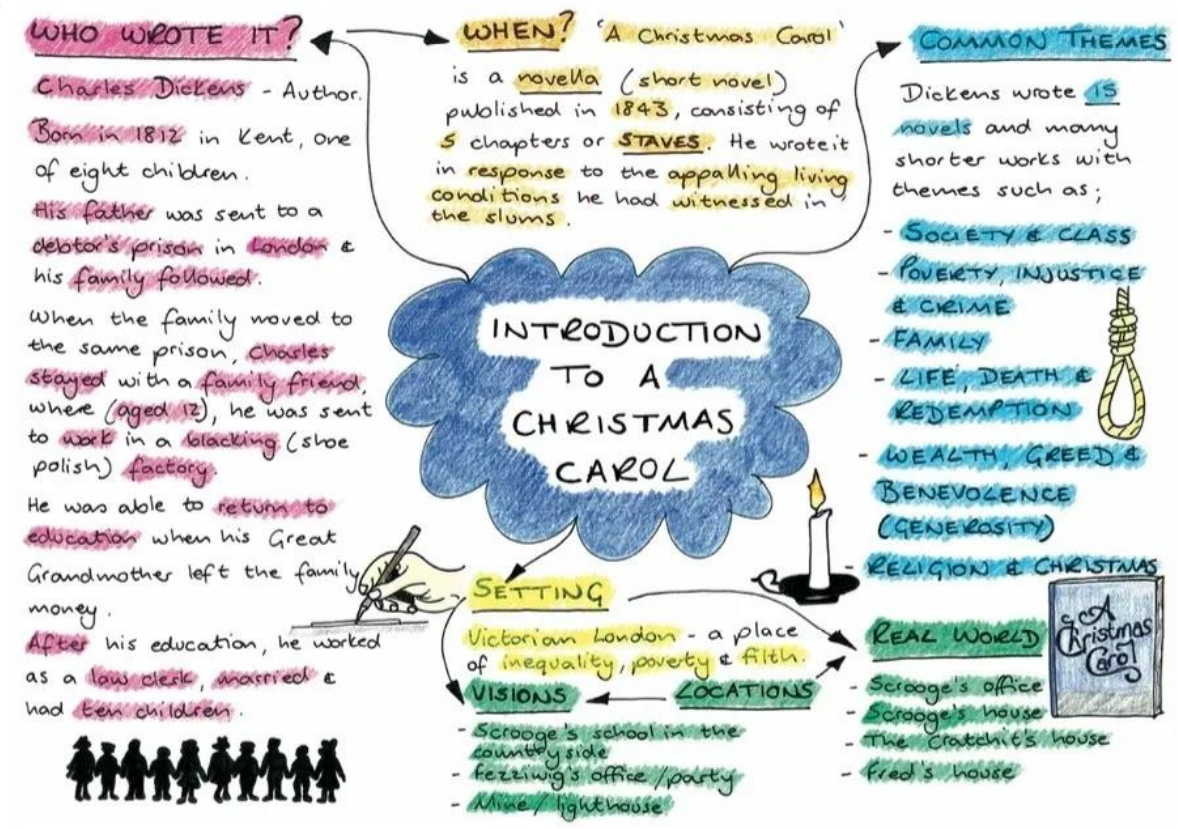 WHO WROTE IT?
Charles Dickens - Author.
Born in 1812 in Kent, one
of eight children.
His father was sent to a
debtor's prison in London &
his family followed.
When the family moved to
the same prison, Charles
stayed with a family friend,
where (aged 12), he was sent
to work in a blacking (shoe
polish) factory.
He was able to return to
education when his Great
Grandmother left the family
money.
After his education, he worked
as a law clerk, married &
had ten children.
WHEN? 'A Christmas Carol'
is a novella (short novel)
published in 1843, consisting of
5 chapters or STAVES. He wrote it
in response to the appalling living
conditions he had witnessed in
the slums.
COMMON THEMES
Dickens wrote 15
novels and many
shorter works with
themes such as;
- SOCIETY & CLASS
- POVERTY, INJUSTICE
& CRIME
- FAMILY
- LIFE, DEATH &
REDEMPTION
- WEALTH, GREED &
BENEVOLENCE
(GENEROSITY)
- RELIGION & CHRISTMAS
INTRODUCTION
TO A
CHRISTMAS
CAROL
SETTING
Victorian London - a place
of inequality, poverty & filth.
VISIONS
LOCATIONS
- Scrooge's school in the
countryside
- Fezziwig's office/party
- Mine/lighthouse
REAL WORLD
- Scrooge's office
- Scrooge's house
- The Cratchit's house
- Fred's house
A
Christmas
Carol